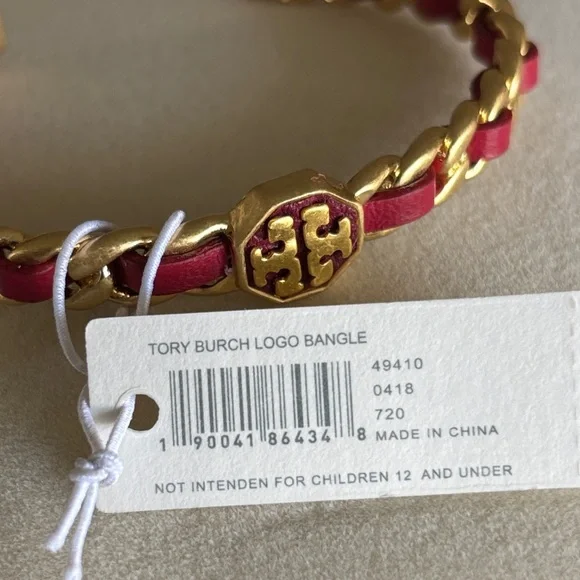 TORY BURCH LOGO BANGLE
49410
0418
720
1 90041 86434 8
MADE IN CHINA
NOT INTENDEN FOR CHILDREN 12 AND UNDER